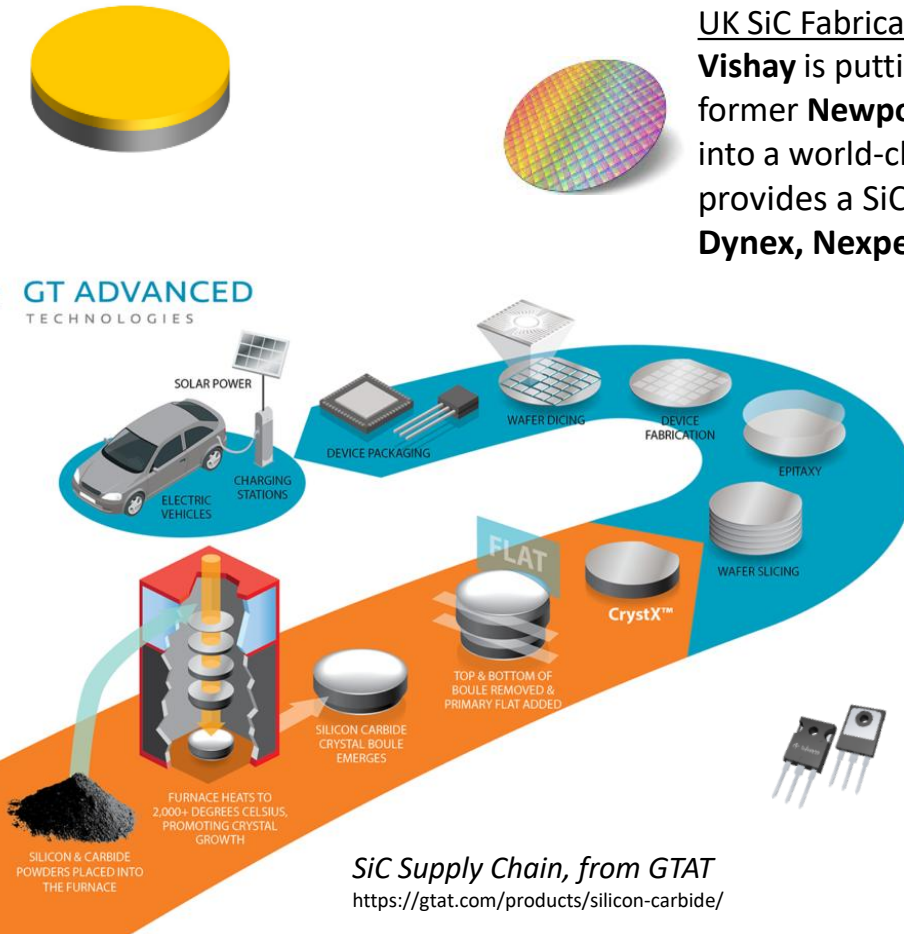 UK SiC Fabrica
Vishay is putti
former Newpo
into a world-cl
provides a SiC
Dynex, Nexpe
GT ADVANCED
TECHNOLOGIES
SOLAR POWER
ELECTRIC
VEHICLES
CHARGING
STATIONS
DEVICE PACKAGING
WAFER DICING
DEVICE
FABRICATION
EPITAXY
WAFER SLICING
CrystX™
FLAT
TOP & BOTTOM OF
BOULE REMOVED &
PRIMARY FLAT ADDED
SILICON CARBIDE
CRYSTAL BOULE
EMERGES
FURNACE HEATS TO
2,000+ DEGREES CELSIUS,
PROMOTING CRYSTAL
GROWTH
SILICON & CARBIDE
POWDERS PLACED INTO
THE FURNACE
SiC Supply Chain, from GTAT
https://gtat.com/products/silicon-carbide/